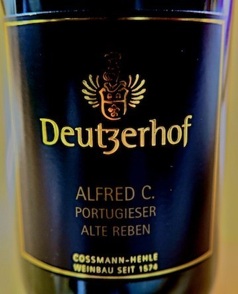 Deutzerhof
ALFRED C.
PORTUGIESER
ALTE REBEN
COSSMANN-HEHLE
WEINBAU SEIT 1574